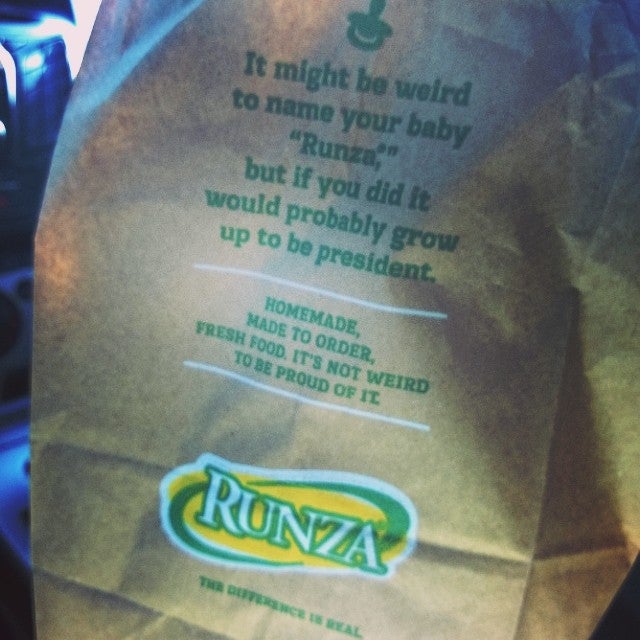 It might be weird
to name your baby
“Runza,®”
but if you did it
would probably grow
up to be president.
HOMEMADE,
MADE TO ORDER,
FRESH FOOD. IT'S NOT WEIRD
TO BE PROUD OF IT.
RUNZA
THE DIFFERENCE IS REAL.